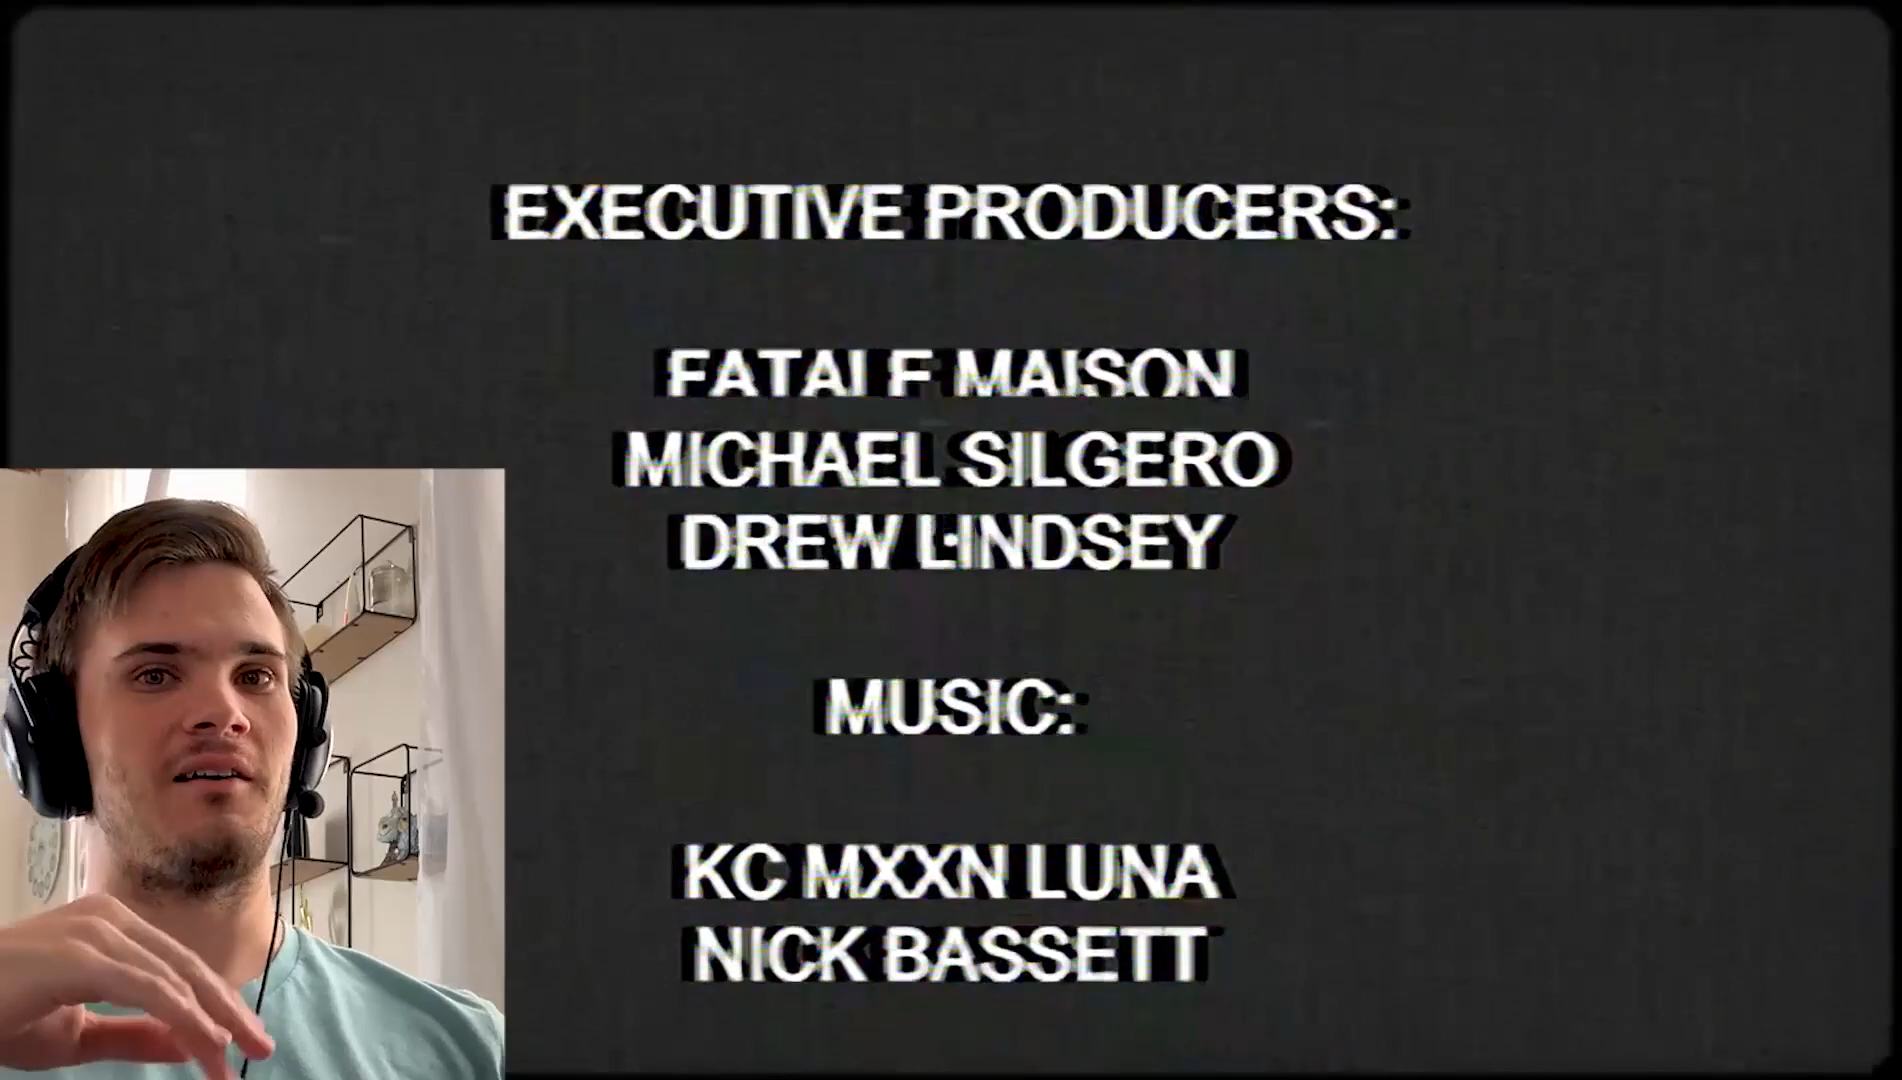 EXECUTIVE PRODUCERS:
FATALE MAISON
MICHAEL SILGERO
DREW LINDSEY
MUSIC:
KC MXXN LUNA
NICK BASSETT